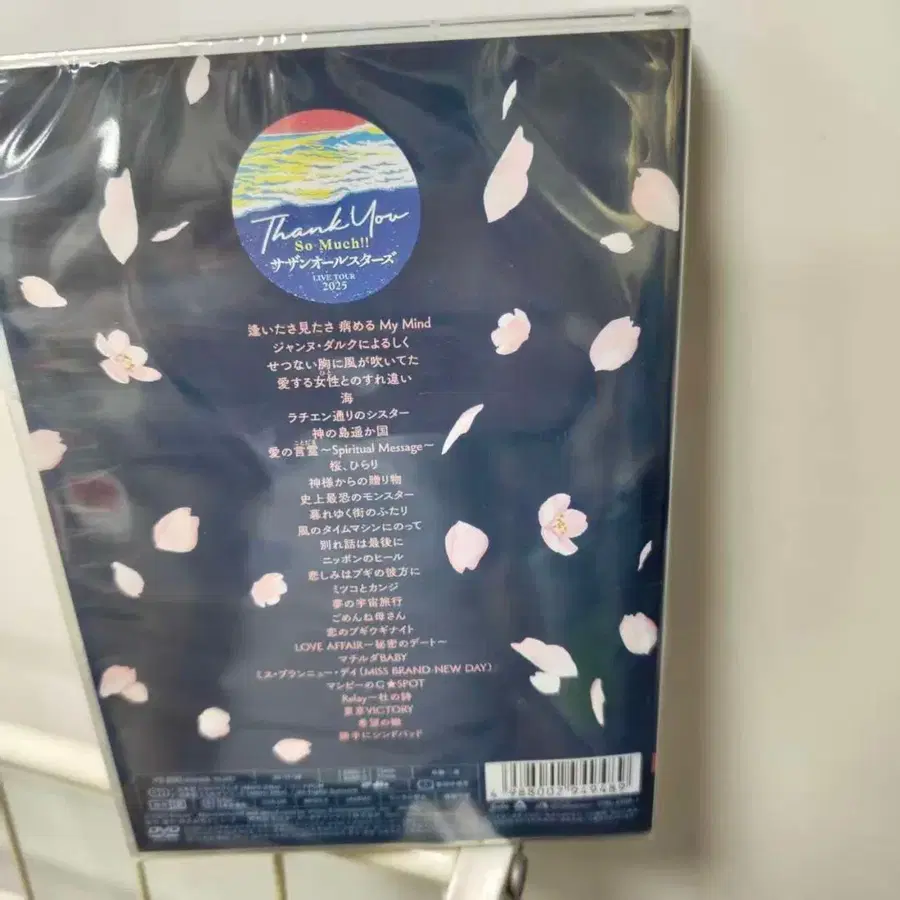 Thank You
So Much!!
サザンオールスターズ
LIVE TOUR
2025
逢いたさ見たさ 病める My Mind
ジャンヌ・ダルクによるしく
せつない胸に風が吹いてた
愛する女性とのすれ違い
海
ラチエン通りのシスター
神の島遥か国
愛の言霊 ～Spiritual Message～
桜、ひらり
神様からの贈り物
史上最恐のモンスター
暮れゆく街のふたり
風のタイムマシンにのって
別れ話は最後に
ニッポンのヒール
悲しみはブギの彼方に
ミツコとカンジ
夢の宇宙旅行
ごめんね母さん
恋のブギウギナイト
LOVE AFFAIR～秘密のデート～
マチルダBABY
ミス・ブランニュー・デイ (MISS BRAND NEW DAY)
マンピーのG★SPOT
Relay～杜の詩
東京VICTORY
希望の轍
勝手にシンドバッド
4 988002 949489
DVD